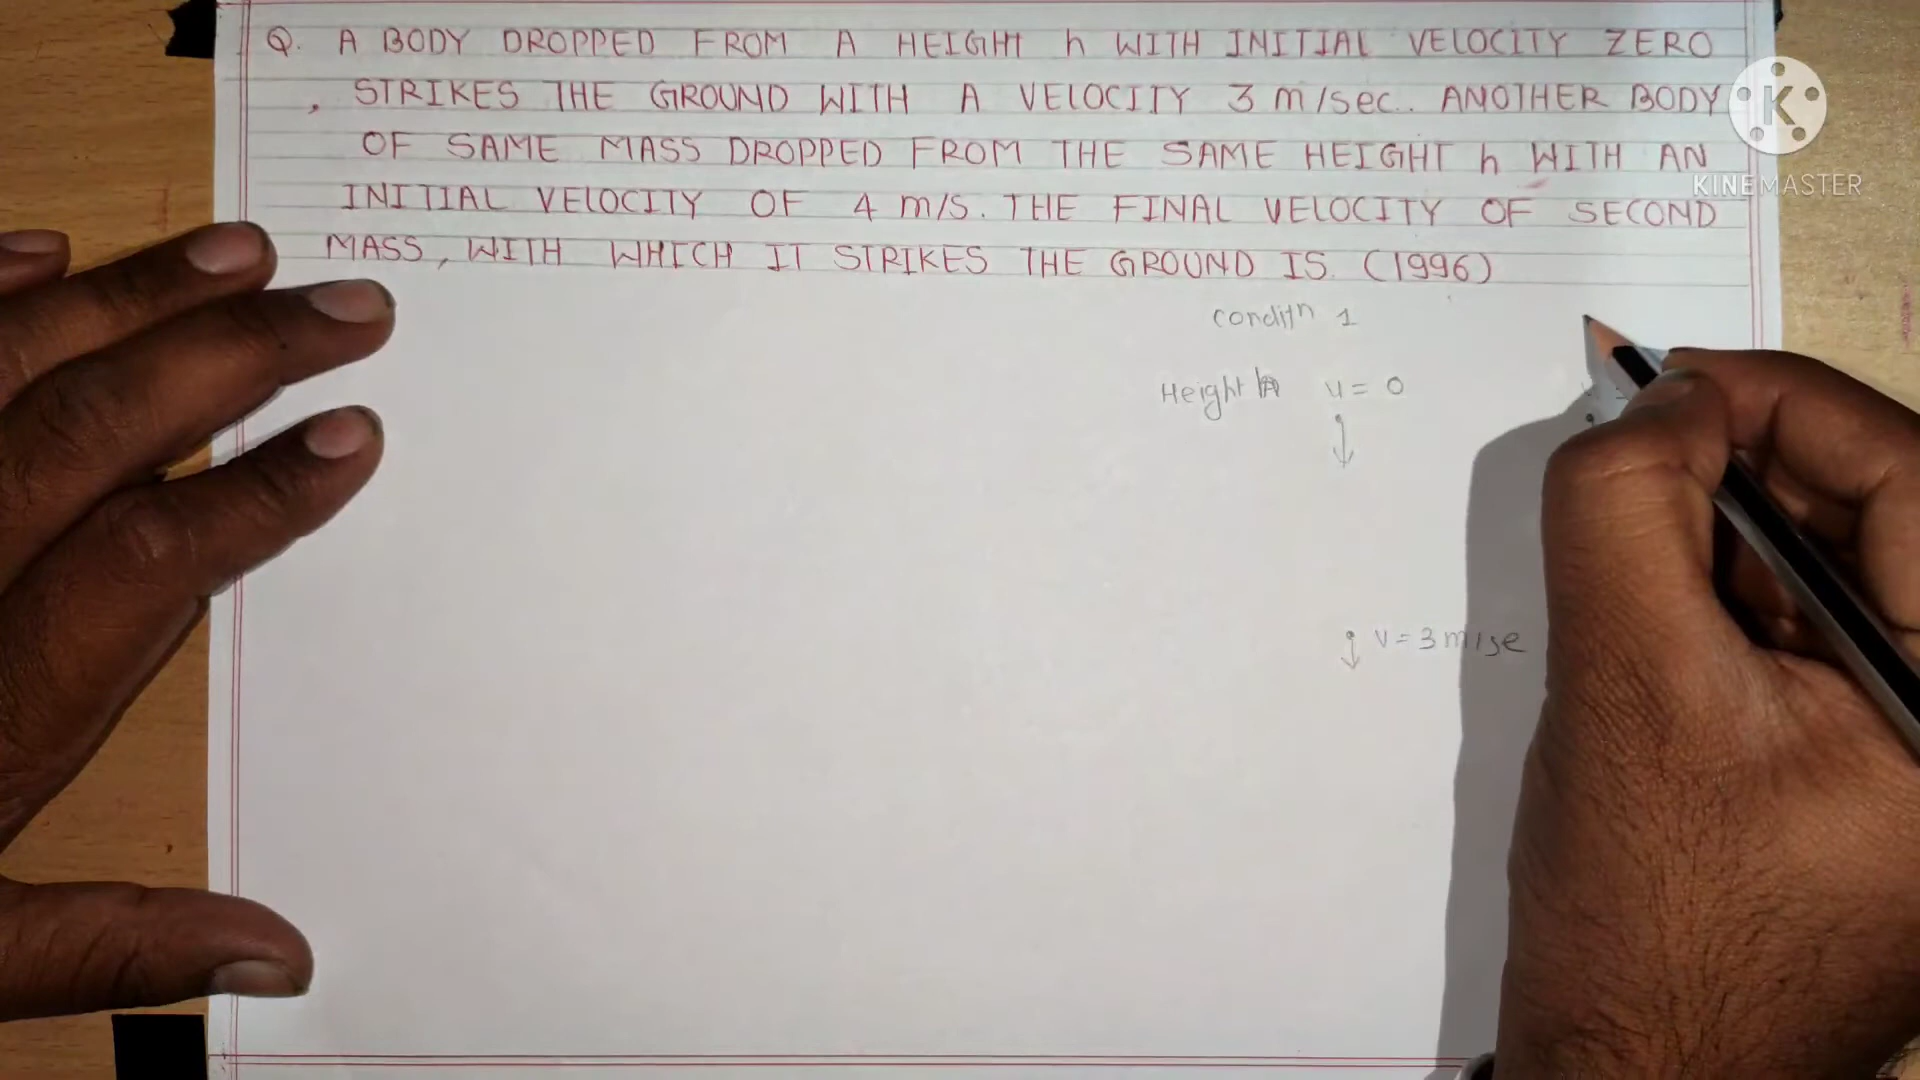 Q. A BODY DROPPED FROM A HEIGHT h WITH INITIAL VELOCITY ZERO
, STRIKES THE GROUND WITH A VELOCITY 3 m/sec.. ANOTHER BODY
OF SAME MASS DROPPED FROM THE SAME HEIGHT h WITH AN
INITIAL VELOCITY OF 4 m/s. THE FINAL VELOCITY OF SECOND
MASS, WITH WHICH IT STRIKES THE GROUND IS. (1996)
K
KINEMASTER
Condithn 1
Height h u = 0
V = 3 m/se